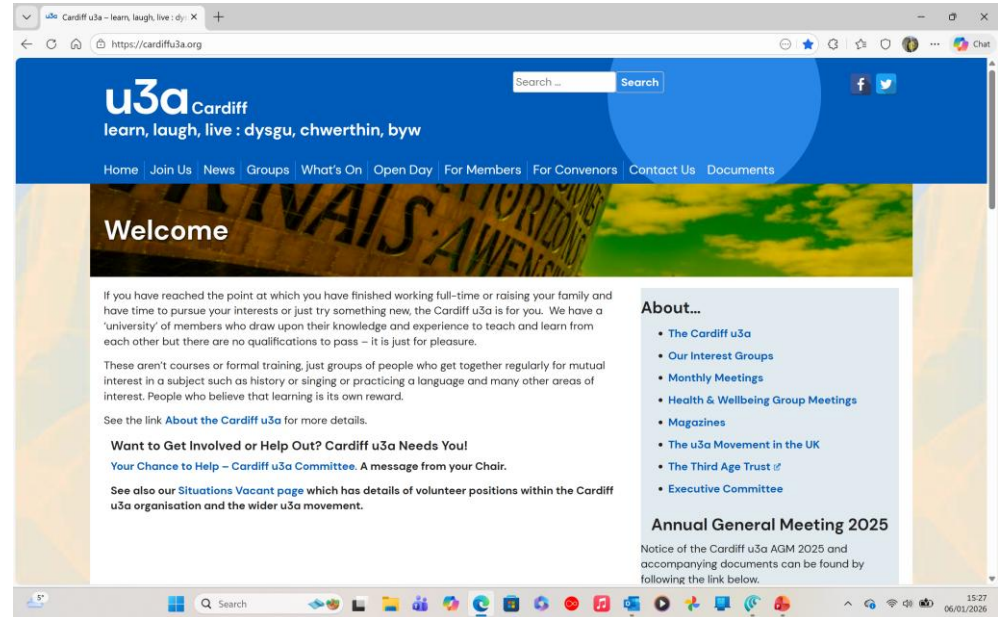 Cardiff u3a – learn, laugh, live : dy
https://cardiffu3a.org
Chat
u3a Cardiff
learn, laugh, live : dysgu, chwerthin, byw
Search …
Search
Home
Join Us
News
Groups
What's On
Open Day
For Members
For Convenors
Contact Us
Documents
Welcome
If you have reached the point at which you have finished working full-time or raising your family and
have time to pursue your interests or just try something new, the Cardiff u3a is for you. We have a
'university' of members who draw upon their knowledge and experience to teach and learn from
each other but there are no qualifications to pass – it is just for pleasure.
These aren't courses or formal training, just groups of people who get together regularly for mutual
interest in a subject such as history or singing or practicing a language and many other areas of
interest. People who believe that learning is its own reward.
See the link About the Cardiff u3a for more details.
Want to Get Involved or Help Out? Cardiff u3a Needs You!
Your Chance to Help – Cardiff u3a Committee. A message from your Chair.
See also our Situations Vacant page which has details of volunteer positions within the Cardiff
u3a organisation and the wider u3a movement.
About…
• The Cardiff u3a
• Our Interest Groups
• Monthly Meetings
• Health & Wellbeing Group Meetings
• Magazines
• The u3a Movement in the UK
• The Third Age Trust
• Executive Committee
Annual General Meeting 2025
Notice of the Cardiff u3a AGM 2025 and
accompanying documents can be found by
following the link below.
5°
Search
15:27
06/01/2026